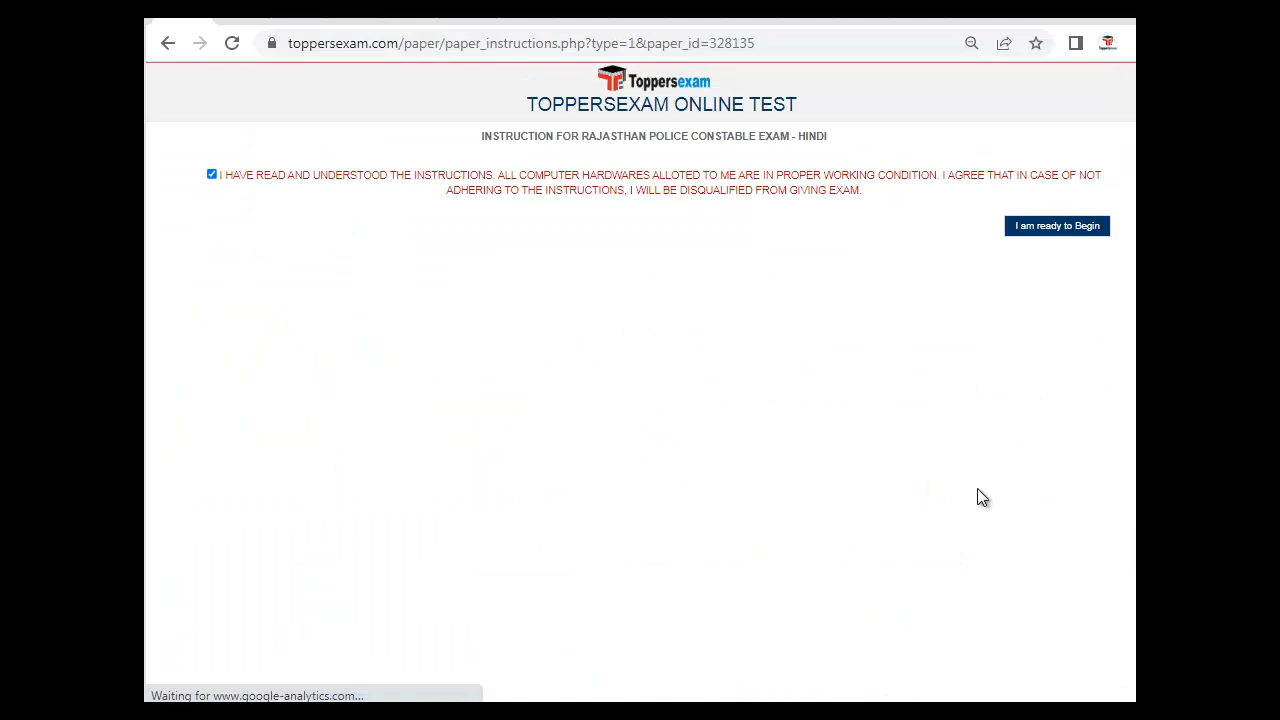 toppersexam.com/paper/paper_instructions.php?type=1&paper_id=328135
Toppersexam
TOPPERSEXAM ONLINE TEST
INSTRUCTION FOR RAJASTHAN POLICE CONSTABLE EXAM - HINDI
I HAVE READ AND UNDERSTOOD THE INSTRUCTIONS. ALL COMPUTER HARDWARES ALLOTED TO ME ARE IN PROPER WORKING CONDITION. I AGREE THAT IN CASE OF NOT
ADHERING TO THE INSTRUCTIONS, I WILL BE DISQUALIFIED FROM GIVING EXAM.
I am ready to Begin
Waiting for www.google-analytics.com...